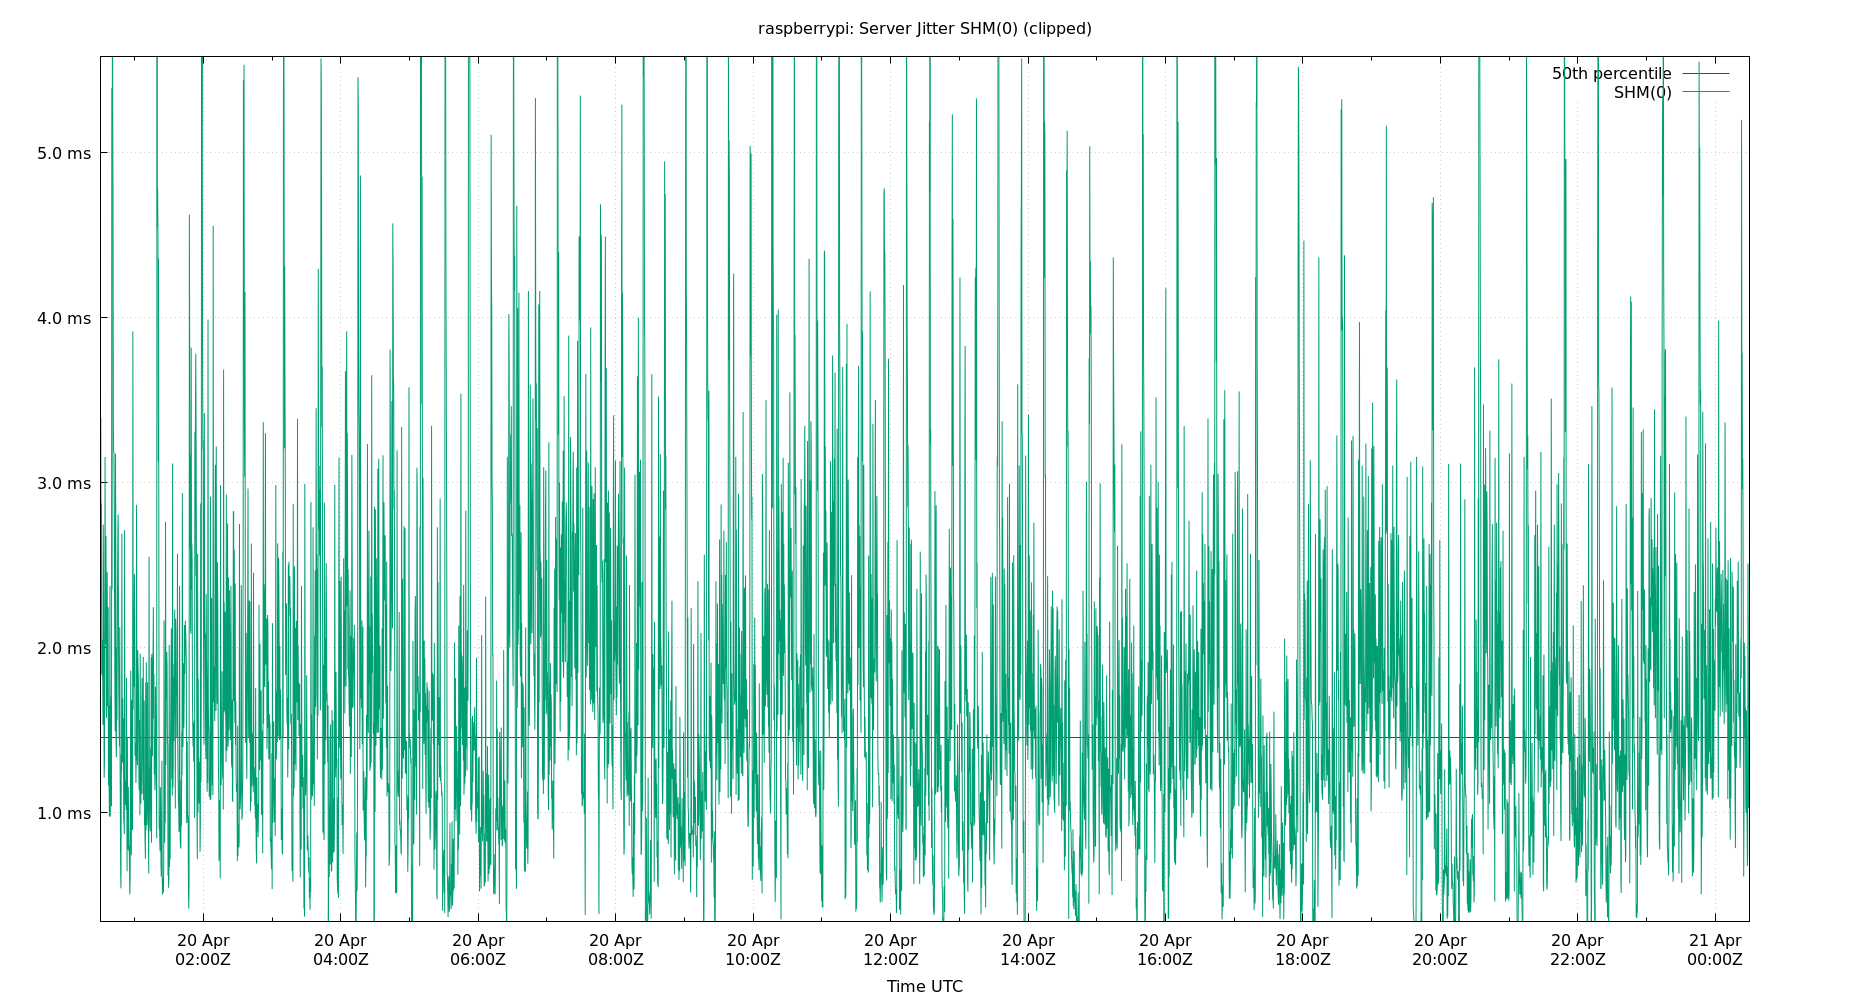 raspberrypi: Server Jitter SHM(0) (clipped)
50th percentile
SHM(0)
5.0 ms
4.0 ms
3.0 ms
2.0 ms
1.0 ms
20 Apr 20 Apr 20 Apr 20 Apr 20 Apr 20 Apr 20 Apr 20 Apr 20 Apr 20 Apr 20 Apr 21 Apr
02:00Z 04:00Z 06:00Z 08:00Z 10:00Z 12:00Z 14:00Z 16:00Z 18:00Z 20:00Z 22:00Z 00:00Z
Time UTC